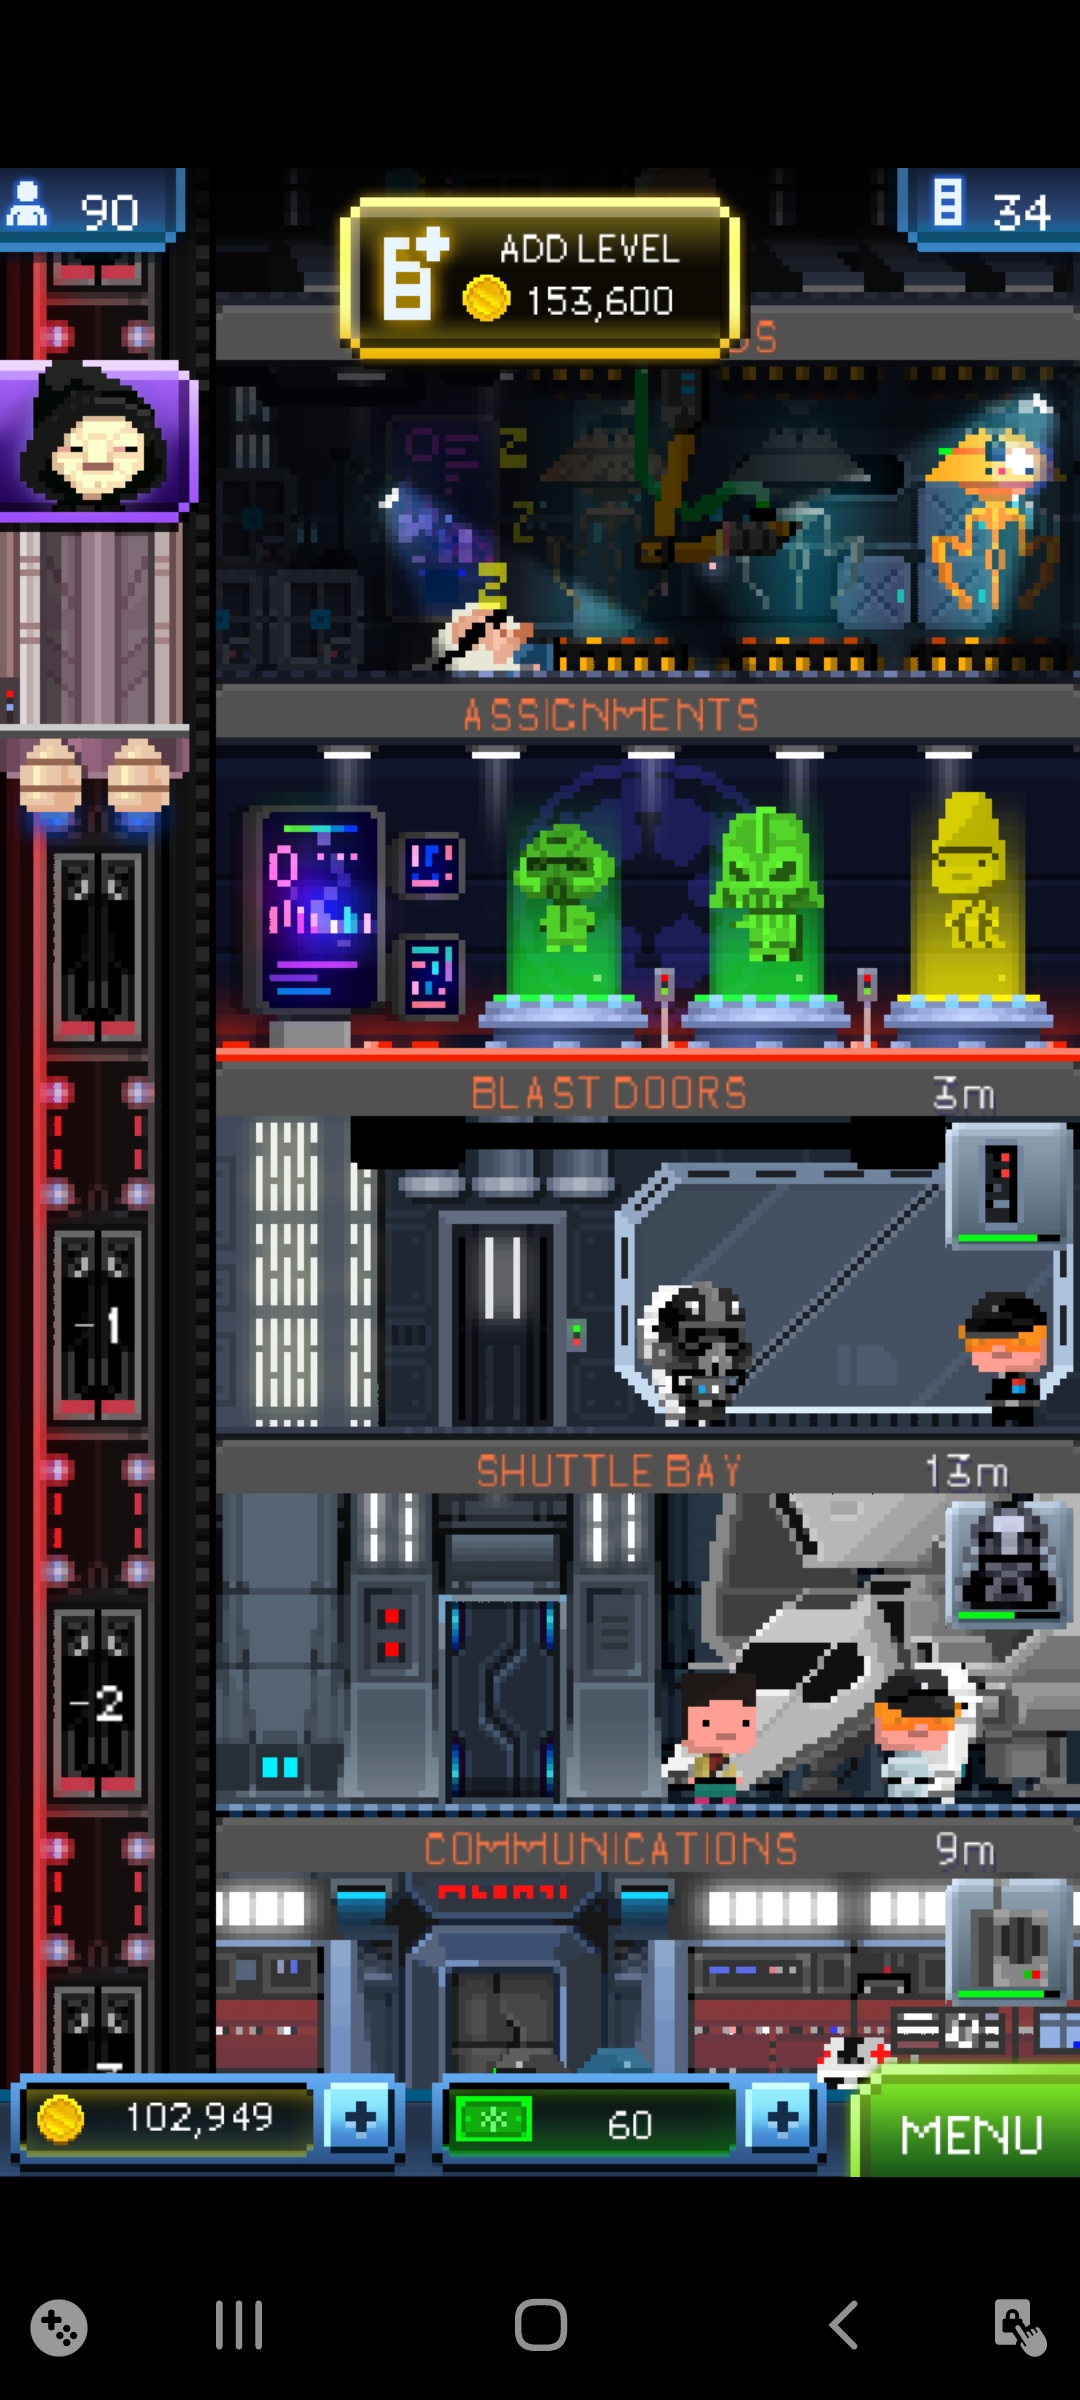 90
ADD LEVEL
153,600
34
Z
Z
Z
ASSIGNMENTS
BLAST DOORS
3m
-1
SHUTTLE BAY
13m
-2
COMMUNICATIONS
9m
102,949
60
MENU